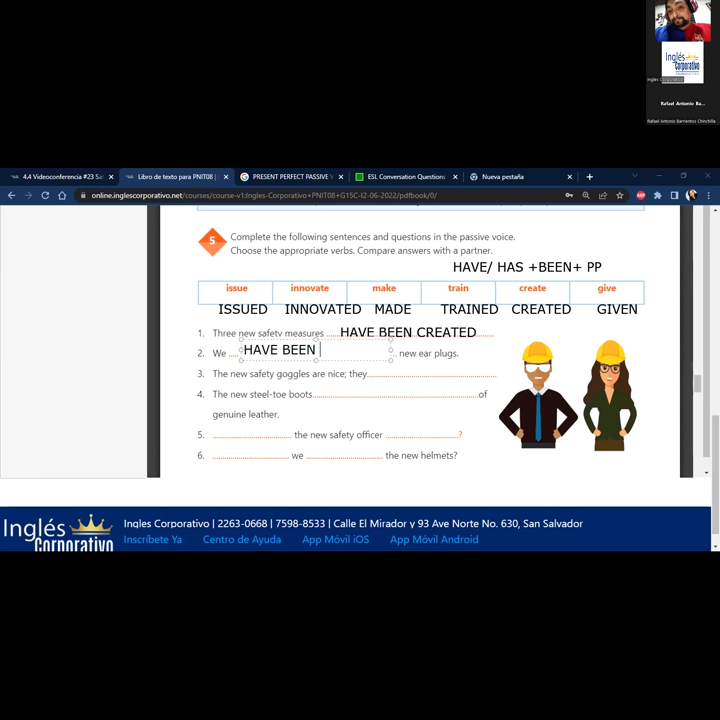 Inglés
Corporativo
Inglés Corporativo
Rafael Antonio Ba...
Rafael Antonio Barrientos Chinchilla
4.4 Videoconferencia #23 Sa
Libro de texto para PNIT08 |
PRESENT PERFECT PASSIVE V
ESL Conversation Questions
Nueva pestaña
online.inglescorporativo.net/courses/course-v1:Ingles-Corporativo+PNIT08+G15C-I2-06-2022/pdfbook/0/
5
Complete the following sentences and questions in the passive voice.
Choose the appropriate verbs. Compare answers with a partner.
HAVE/ HAS +BEEN+ PP
issue innovate make train create give
ISSUED INNOVATED MADE TRAINED CREATED GIVEN
1. Three new safety measures HAVE BEEN CREATED
2. We HAVE BEEN new ear plugs.
3. The new safety goggles are nice; they
4. The new steel-toe boots of
genuine leather.
5. the new safety officer ?
6. we the new helmets?
Inglés
Corporativo
Ingles Corporativo | 2263-0668 | 7598-8533 | Calle El Mirador y 93 Ave Norte No. 630, San Salvador
Inscríbete Ya Centro de Ayuda App Móvil iOS App Móvil Android